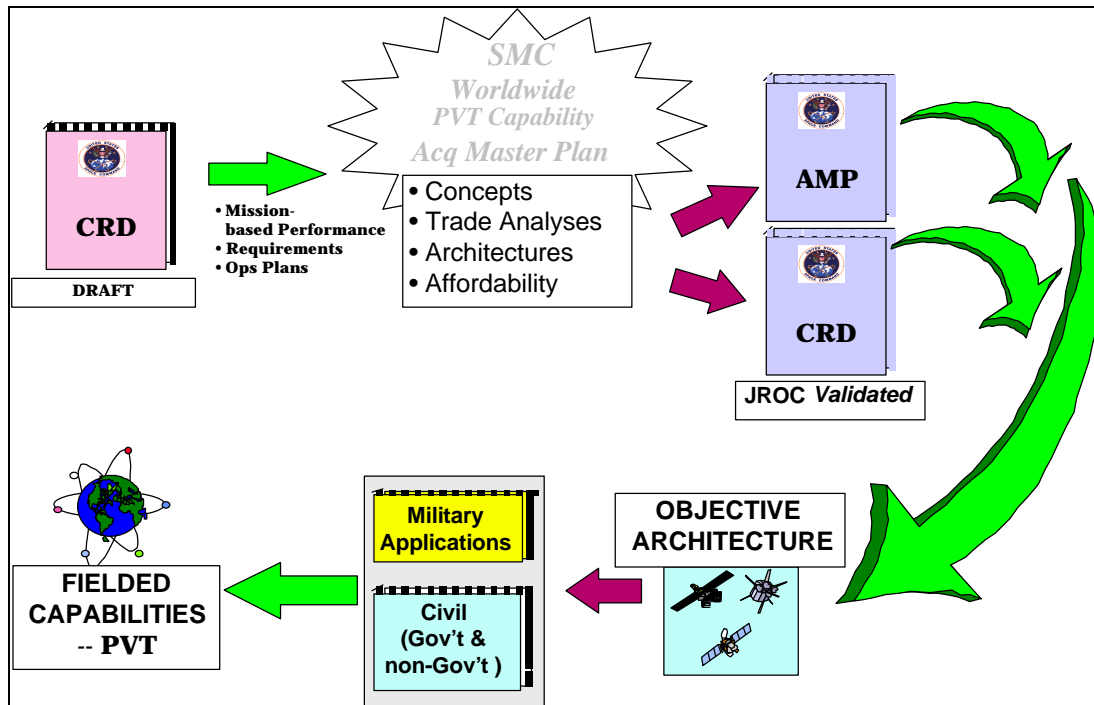 CRD
DRAFT
• Mission-
based Performance
• Requirements
• Ops Plans
SMC
Worldwide
PVT Capability
Acq Master Plan
• Concepts
• Trade Analyses
• Architectures
• Affordability
AMP
CRD
JROC Validated
OBJECTIVE
ARCHITECTURE
Military
Applications
Civil
(Gov't &
non-Gov't )
FIELDED
CAPABILITIES
-- PVT